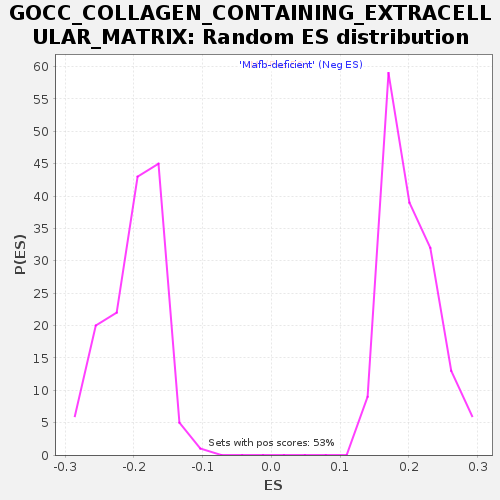 GOCC_COLLAGEN_CONTAINING_EXTRACELL
ULAR_MATRIX: Random ES distribution
'Mafb-deficient' (Neg ES)
60
55
50
45
40
35
30
25
20
15
10
5
0
P(ES)
Sets with pos scores: 53%
-0.3 -0.2 -0.1 0.0 0.1 0.2 0.3
ES